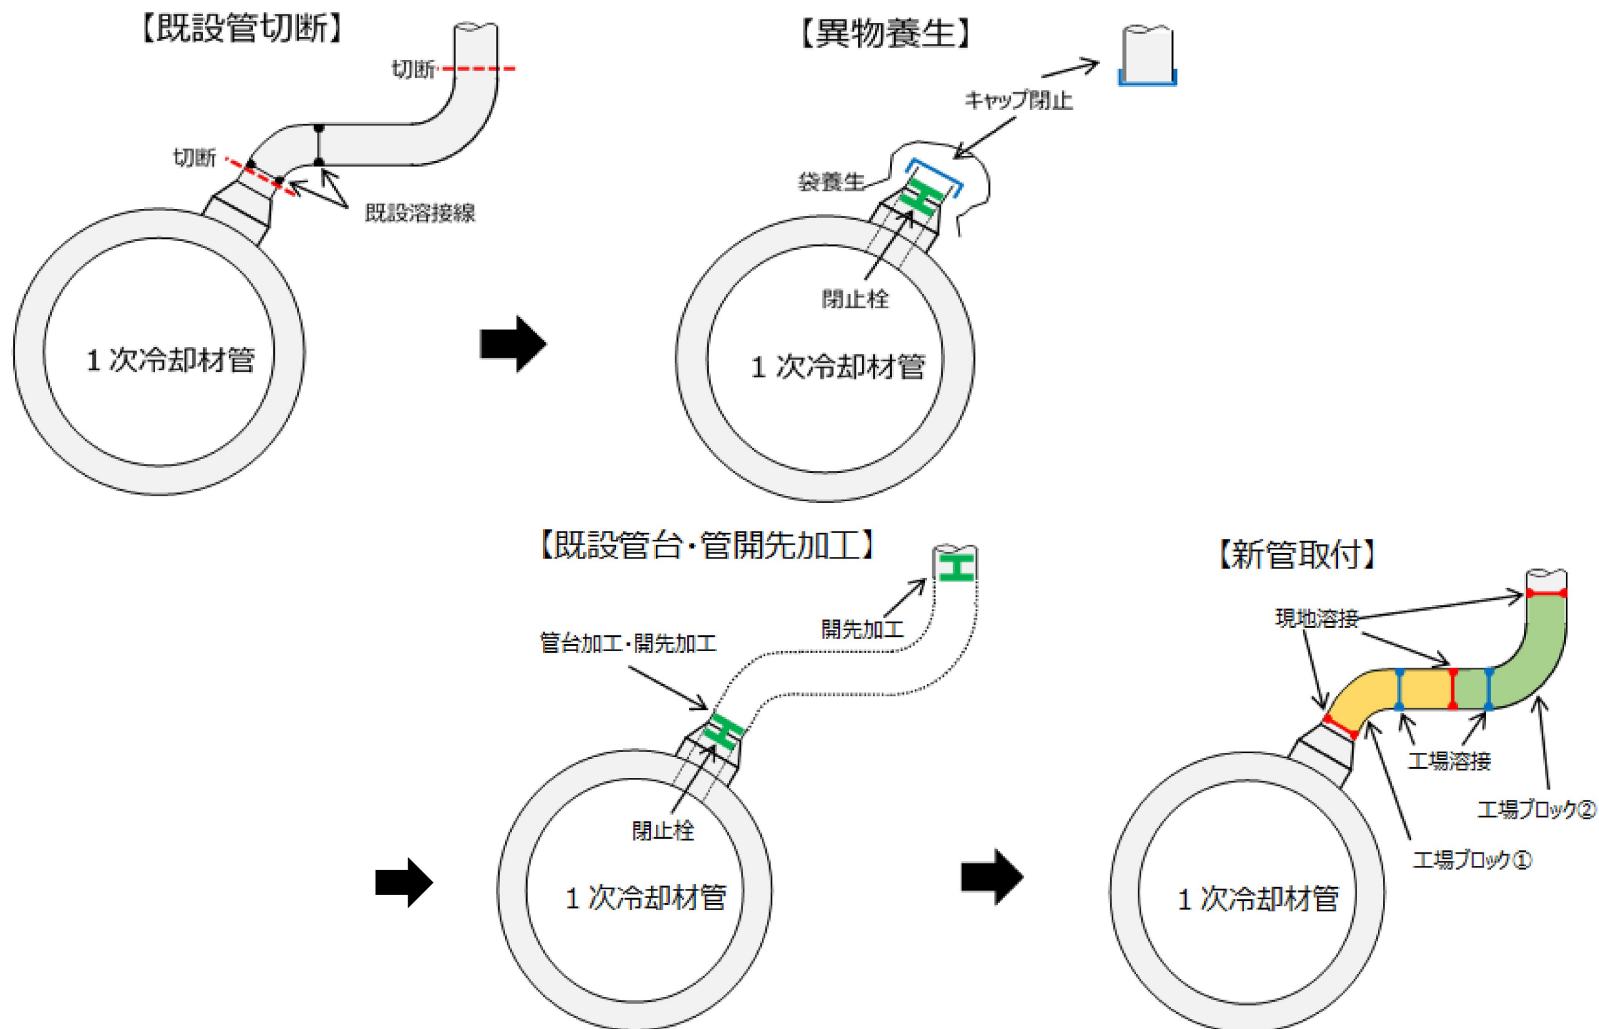 【既設管切断】
切断
切断
既設溶接線
1次冷却材管
【異物養生】
キャップ閉止
袋養生
閉止栓
1次冷却材管
【既設管台・管開先加工】
開先加工
管台加工・開先加工
閉止栓
1次冷却材管
【新管取付】
現地溶接
工場溶接
工場ブロック②
工場ブロック①
1次冷却材管